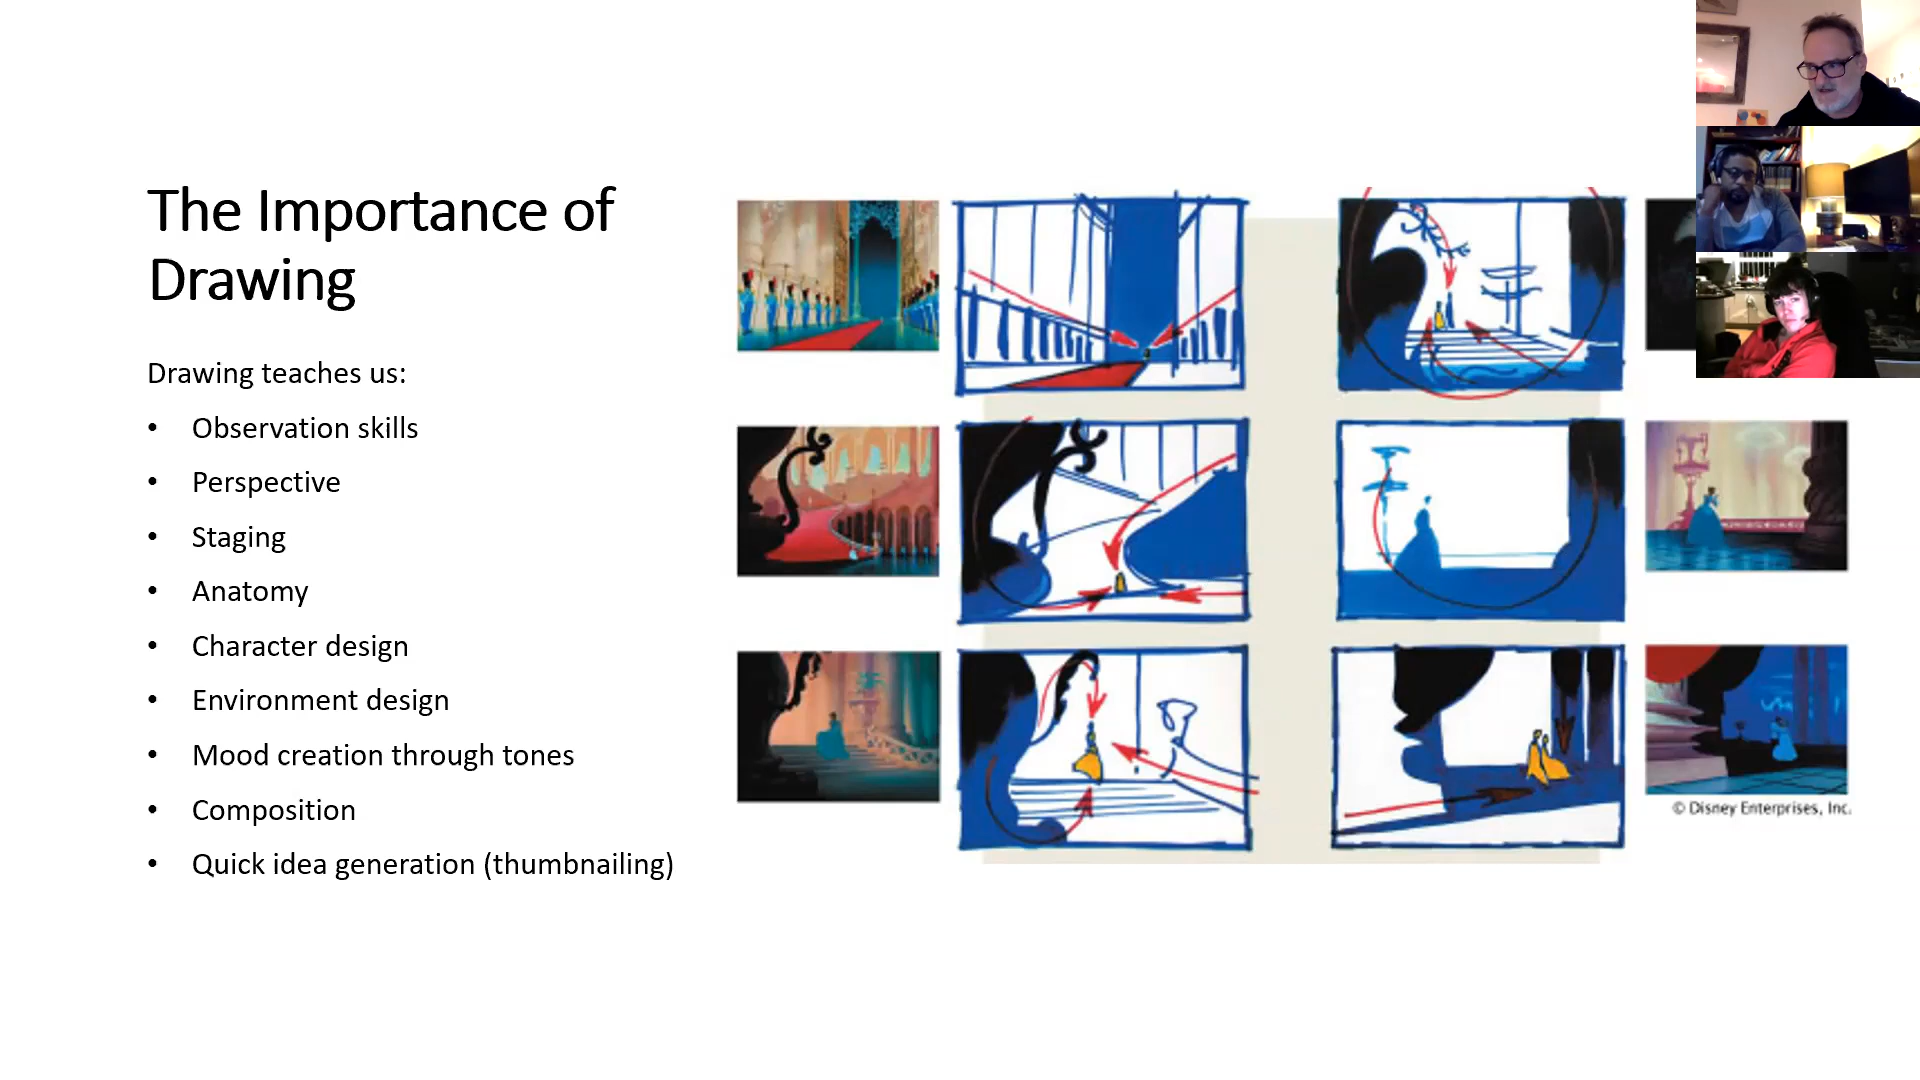 The Importance of
Drawing
Drawing teaches us:
• Observation skills
• Perspective
• Staging
• Anatomy
• Character design
• Environment design
• Mood creation through tones
• Composition
• Quick idea generation (thumbnailing)
© Disney Enterprises, Inc.